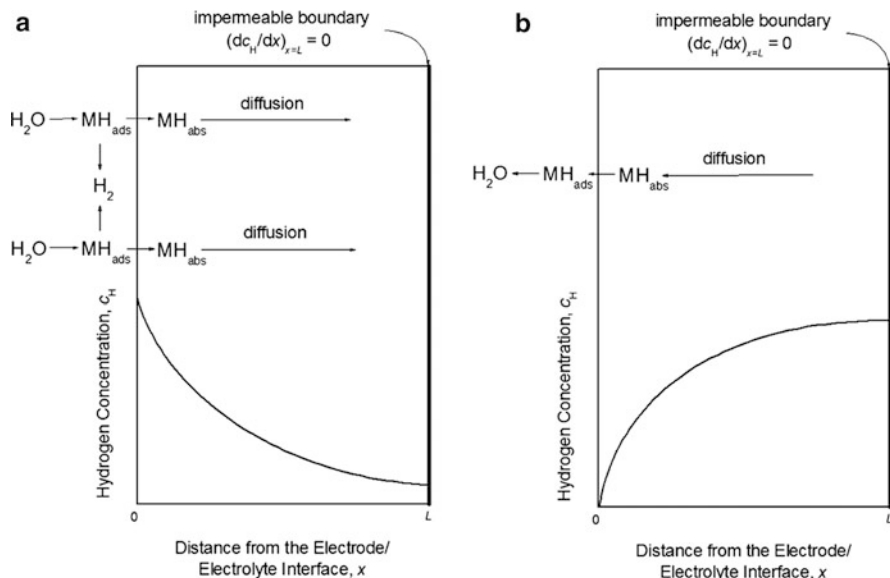 a
impermeable boundary
(dc_H/dx)_{x=L} = 0
H₂O → MH_ads → MH_abs
diffusion
H₂
H₂O → MH_ads → MH_abs
diffusion
Hydrogen Concentration, c_H
0
L
Distance from the Electrode/
Electrolyte Interface, x
b
impermeable boundary
(dc_H/dx)_{x=L} = 0
diffusion
H₂O ← MH_ads ← MH_abs
Hydrogen Concentration, c_H
0
L
Distance from the Electrode/
Electrolyte Interface, x